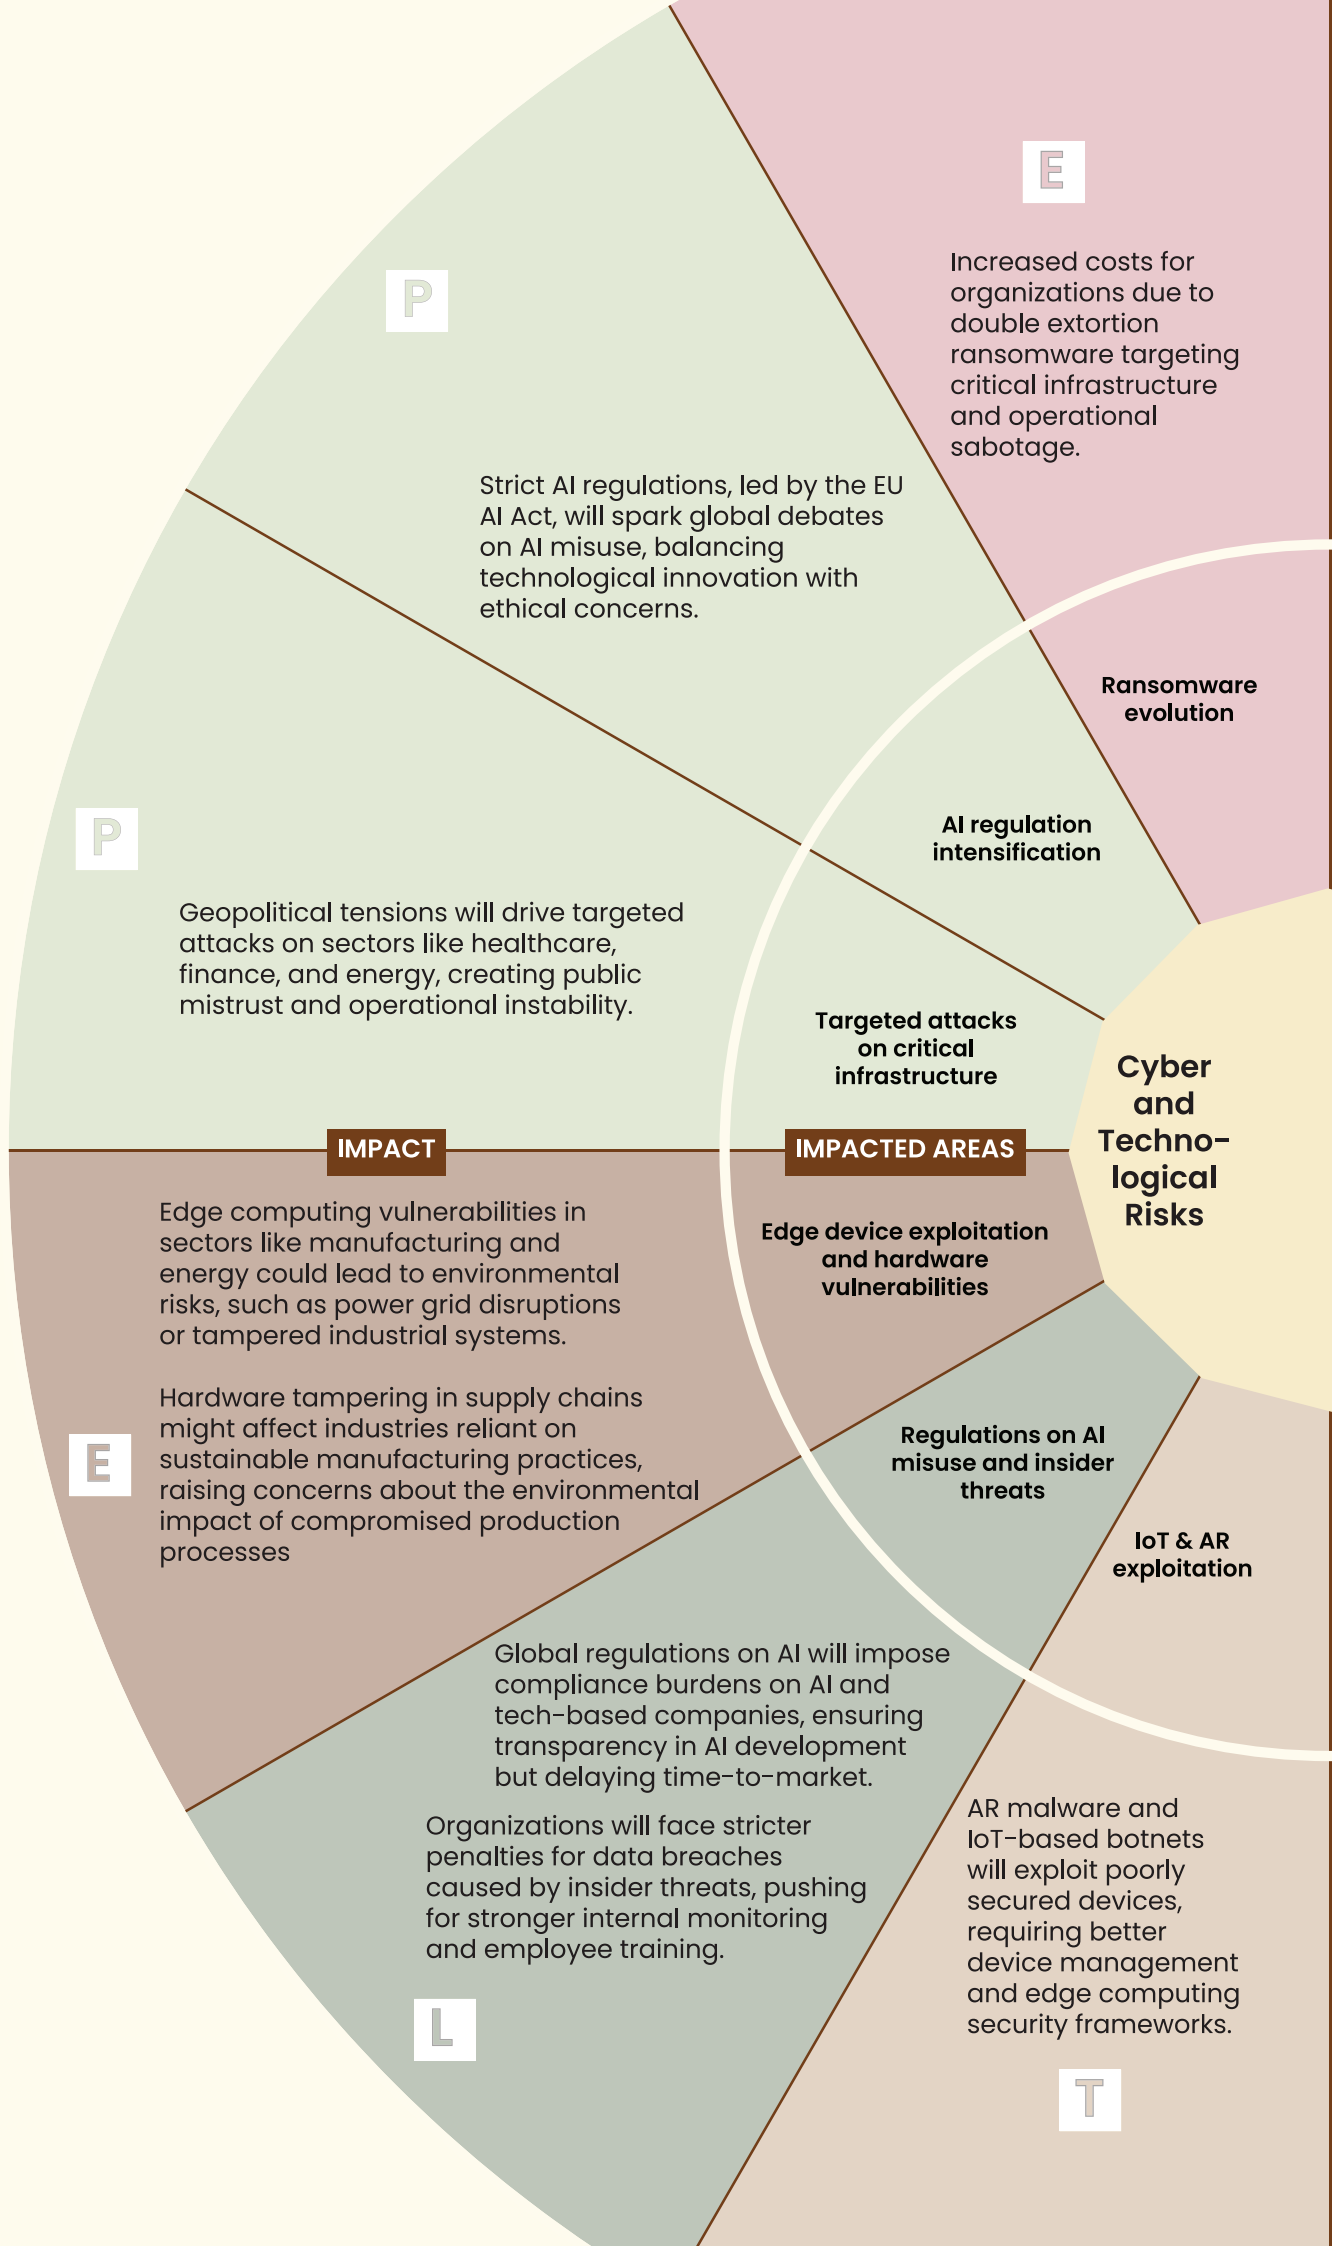 E
Increased costs for
organizations due to
double extortion
ransomware targeting
critical infrastructure
and operational
sabotage.
Ransomware
evolution
P
Strict AI regulations, led by the EU
AI Act, will spark global debates
on AI misuse, balancing
technological innovation with
ethical concerns.
AI regulation
intensification
P
Geopolitical tensions will drive targeted
attacks on sectors like healthcare,
finance, and energy, creating public
mistrust and operational instability.
Targeted attacks
on critical
infrastructure
Cyber
and
Techno-
logical
Risks
IMPACT
IMPACTED AREAS
Edge computing vulnerabilities in
sectors like manufacturing and
energy could lead to environmental
risks, such as power grid disruptions
or tampered industrial systems.
Hardware tampering in supply chains
might affect industries reliant on
sustainable manufacturing practices,
raising concerns about the environmental
impact of compromised production
processes
E
Edge device exploitation
and hardware
vulnerabilities
Regulations on AI
misuse and insider
threats
Global regulations on AI will impose
compliance burdens on AI and
tech-based companies, ensuring
transparency in AI development
but delaying time-to-market.
Organizations will face stricter
penalties for data breaches
caused by insider threats, pushing
for stronger internal monitoring
and employee training.
L
IoT & AR
exploitation
AR malware and
IoT-based botnets
will exploit poorly
secured devices,
requiring better
device management
and edge computing
security frameworks.
T